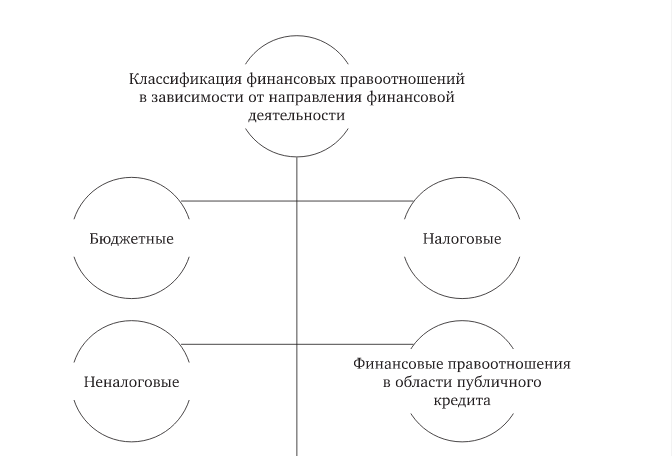 Классификация финансовых правоотношений
в зависимости от направления финансовой
деятельности
Бюджетные
Налоговые
Неналоговые
Финансовые правоотношения
в области публичного
кредита